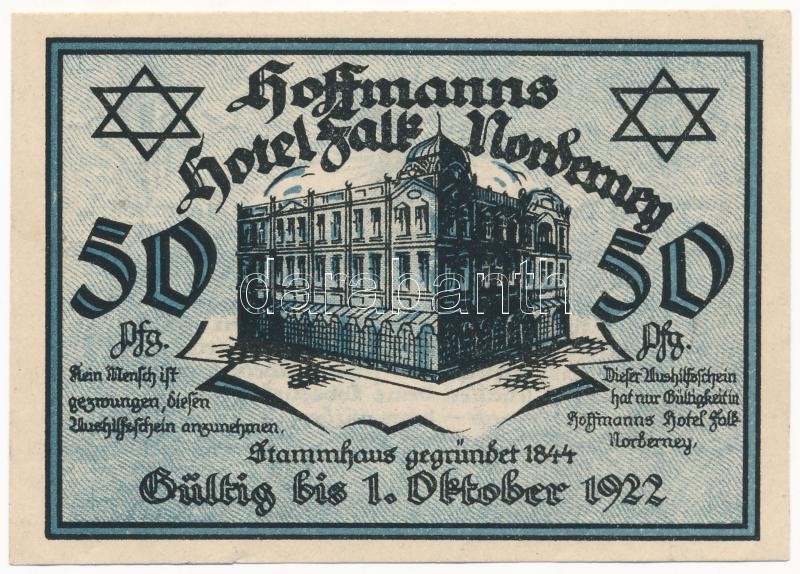 Hoffmanns
Hotel Falk Norderney
50
Pfg.
50
Pfg.
Kein Mensch ist
gezwungen, diesen
Aushilfsschein anzunehmen.
Dieser Aushilfsschein
hat nur Gültigkeit in
Hoffmanns Hotel Falk
Norderney.
Stammhaus gegründet 1844
Gültig bis 1. Oktober 1922
darabanth